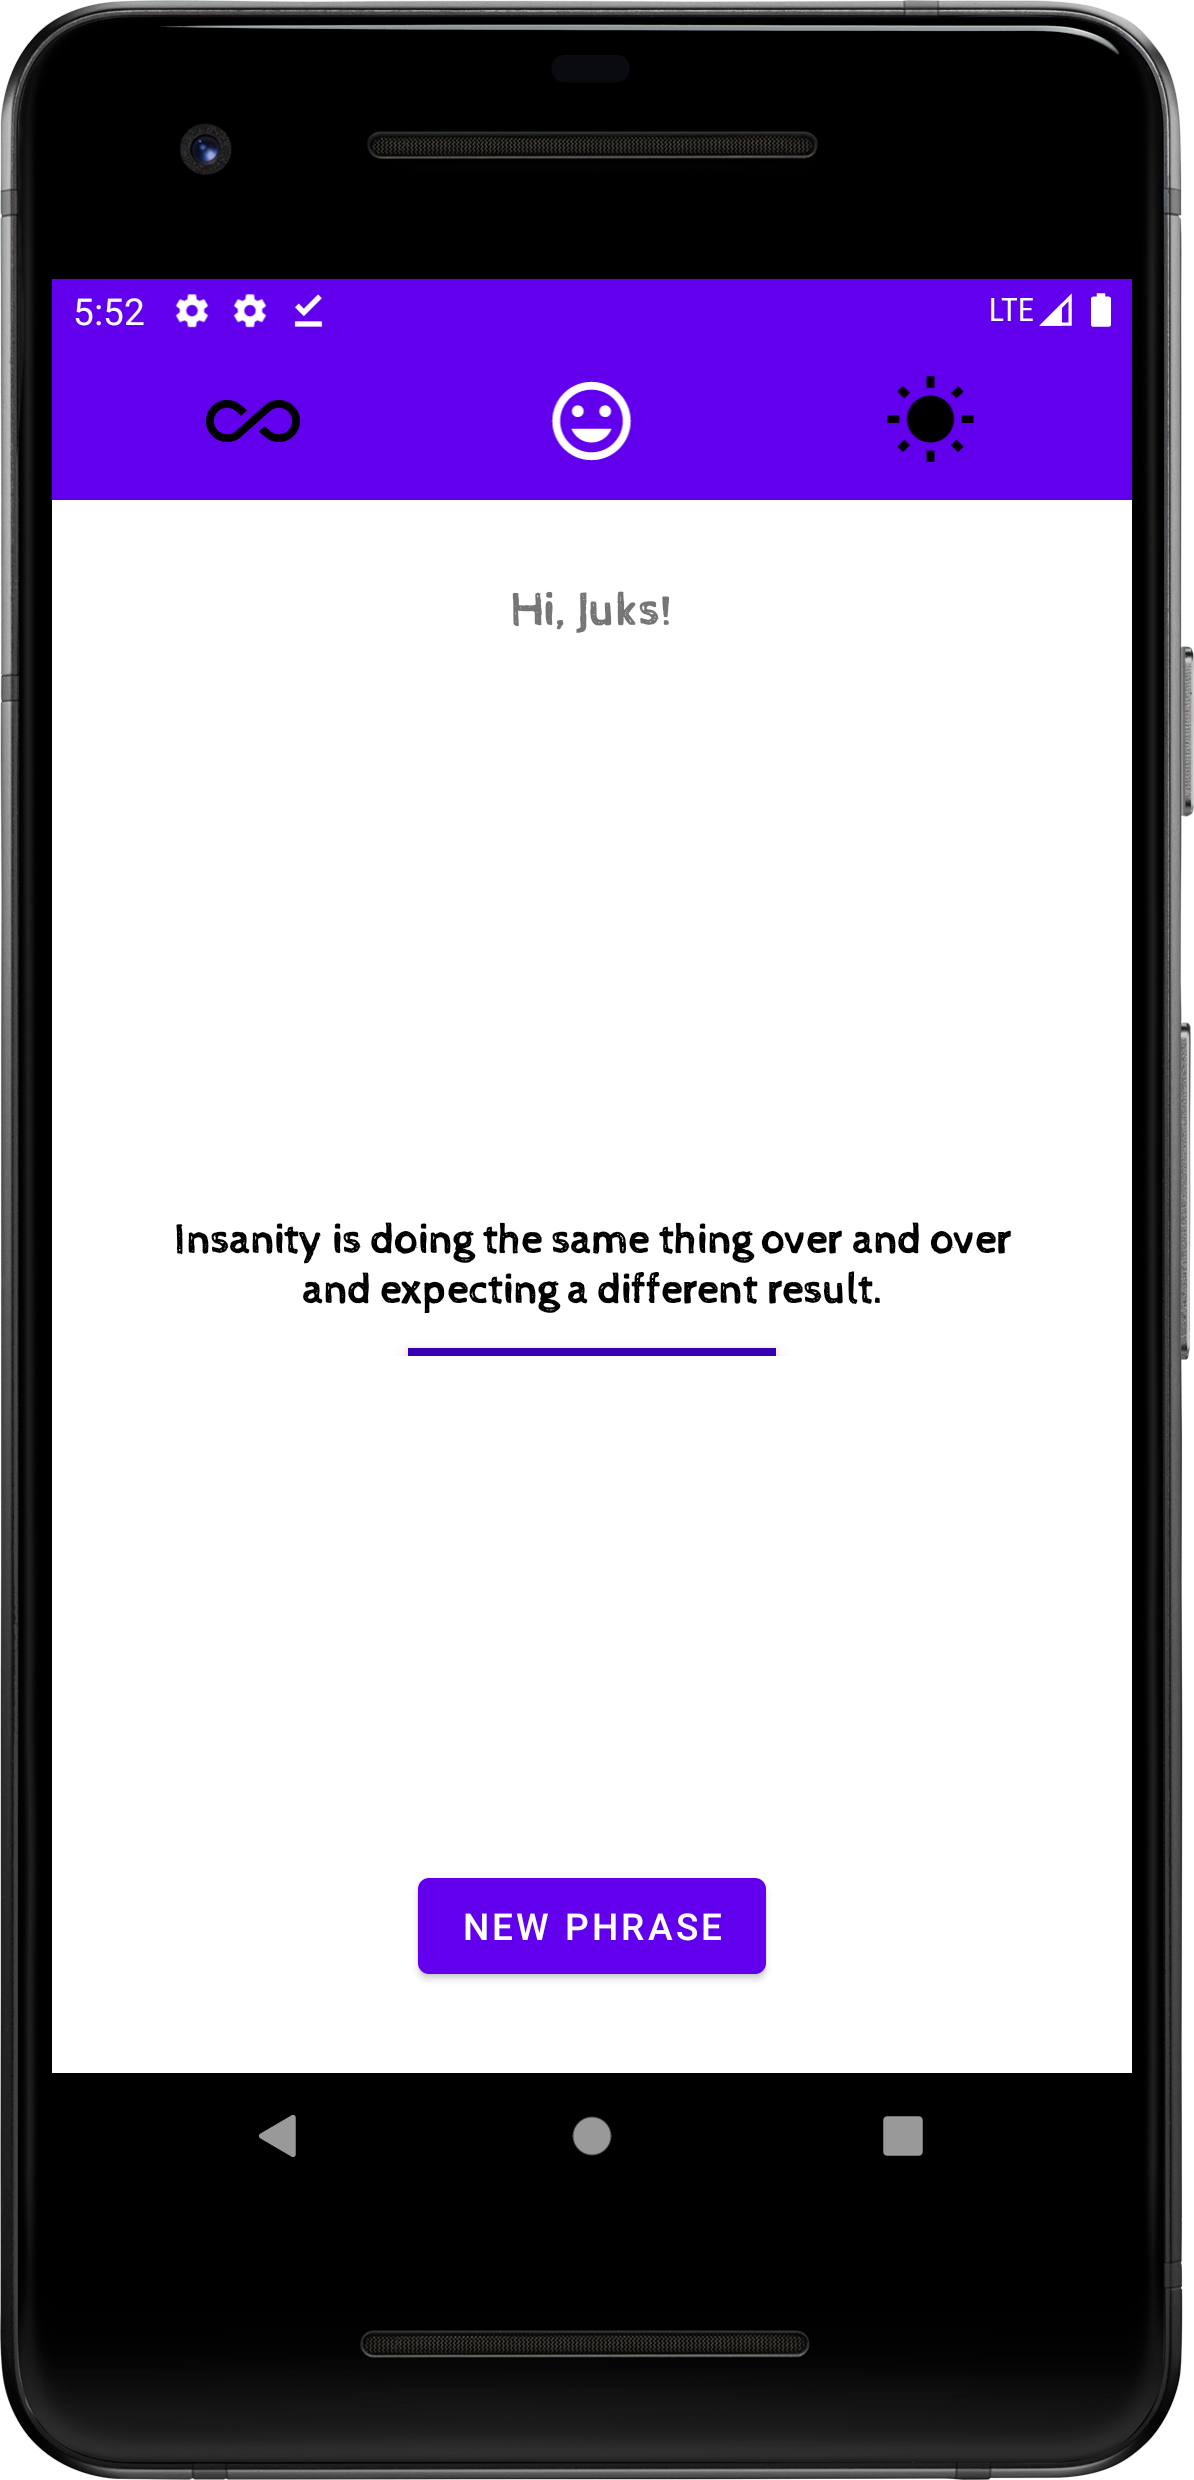 5:52 LTE
Hi, Juks!
Insanity is doing the same thing over and over
and expecting a different result.
NEW PHRASE